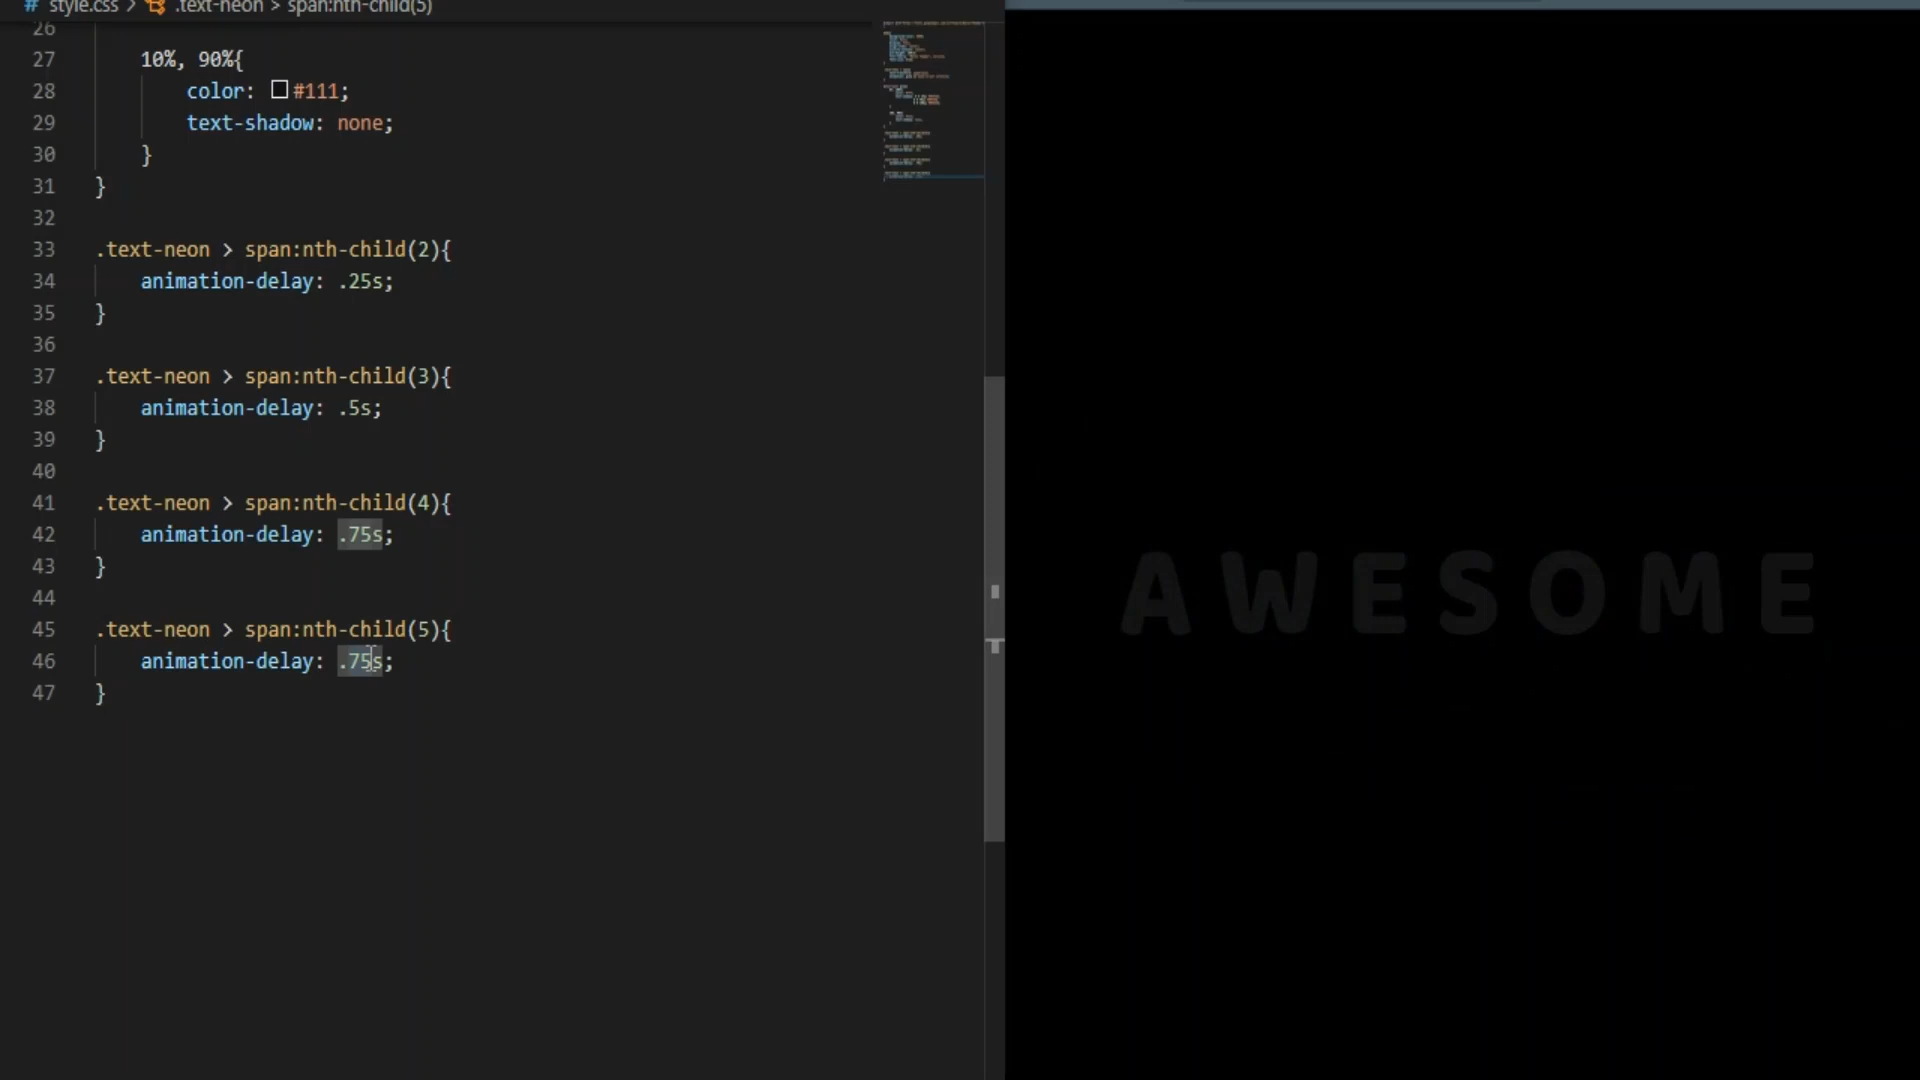 # style.css > .text-neon > span:nth-child(5)
26
27 10%, 90%{
28 color: #111;
29 text-shadow: none;
30 }
31 }
32
33 .text-neon > span:nth-child(2){
34 animation-delay: .25s;
35 }
36
37 .text-neon > span:nth-child(3){
38 animation-delay: .5s;
39 }
40
41 .text-neon > span:nth-child(4){
42 animation-delay: .75s;
43 }
44
45 .text-neon > span:nth-child(5){
46 animation-delay: .75s;
47 }
AWESOME